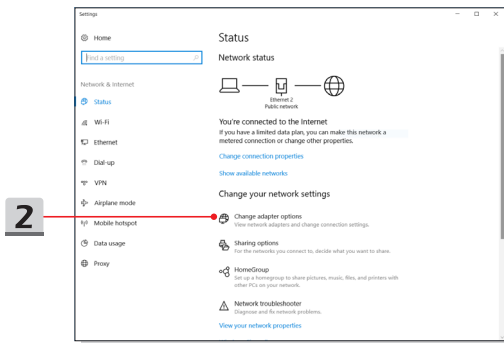 Settings
Home
Find a setting
Network & Internet
Status
Wi-Fi
Ethernet
Dial-up
VPN
Airplane mode
Mobile hotspot
Data usage
Proxy
Status
Network status
Ethernet 2
Public network
You're connected to the Internet
If you have a limited data plan, you can make this network a
metered connection or change other properties.
Change connection properties
Show available networks
Change your network settings
2
Change adapter options
View network adapters and change connection settings.
Sharing options
For the networks you connect to, decide what you want to share.
HomeGroup
Set up a homegroup to share pictures, music, files, and printers with
other PCs on your network.
Network troubleshooter
Diagnose and fix network problems.
View your network properties